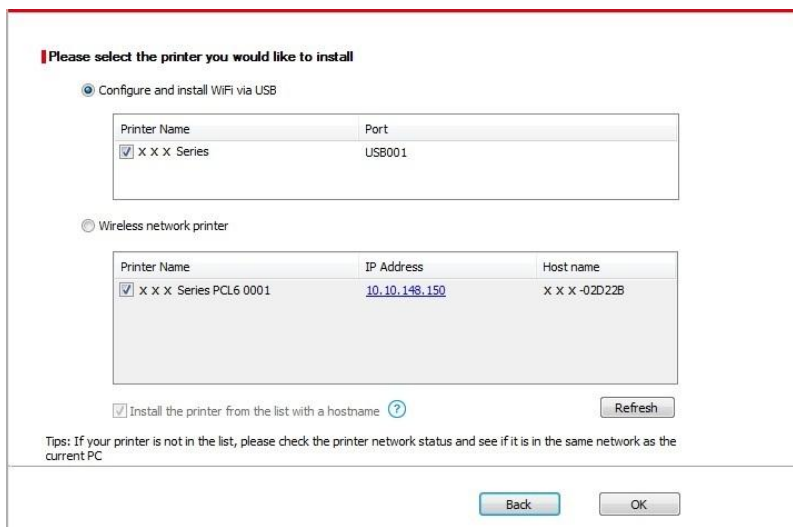 Please select the printer you would like to install
Configure and install WiFi via USB
Printer Name Port
X X X Series USB001
Wireless network printer
Printer Name IP Address Host name
X X X Series PCL6 0001 10.10.148.150 X X X -02D22B
Install the printer from the list with a hostname ?
Refresh
Tips: If your printer is not in the list, please check the printer network status and see if it is in the same network as the
current PC
Back OK